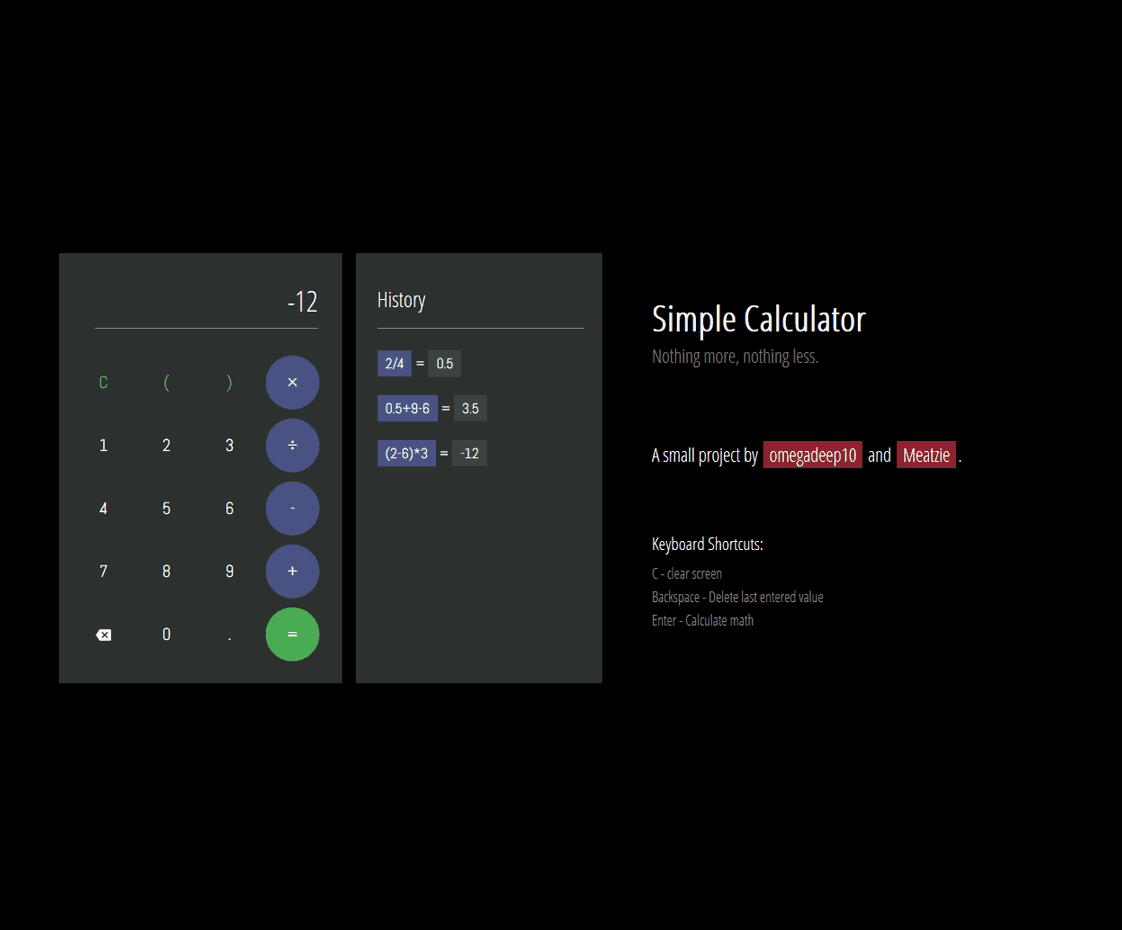 -12
C ( ) ×
1 2 3 ÷
4 5 6 -
7 8 9 +
0 . =
History
2/4 = 0.5
0.5+9-6 = 3.5
(2-6)*3 = -12
Simple Calculator
Nothing more, nothing less.
A small project by omegadeep10 and Meatzie .
Keyboard Shortcuts:
C - clear screen
Backspace - Delete last entered value
Enter - Calculate math